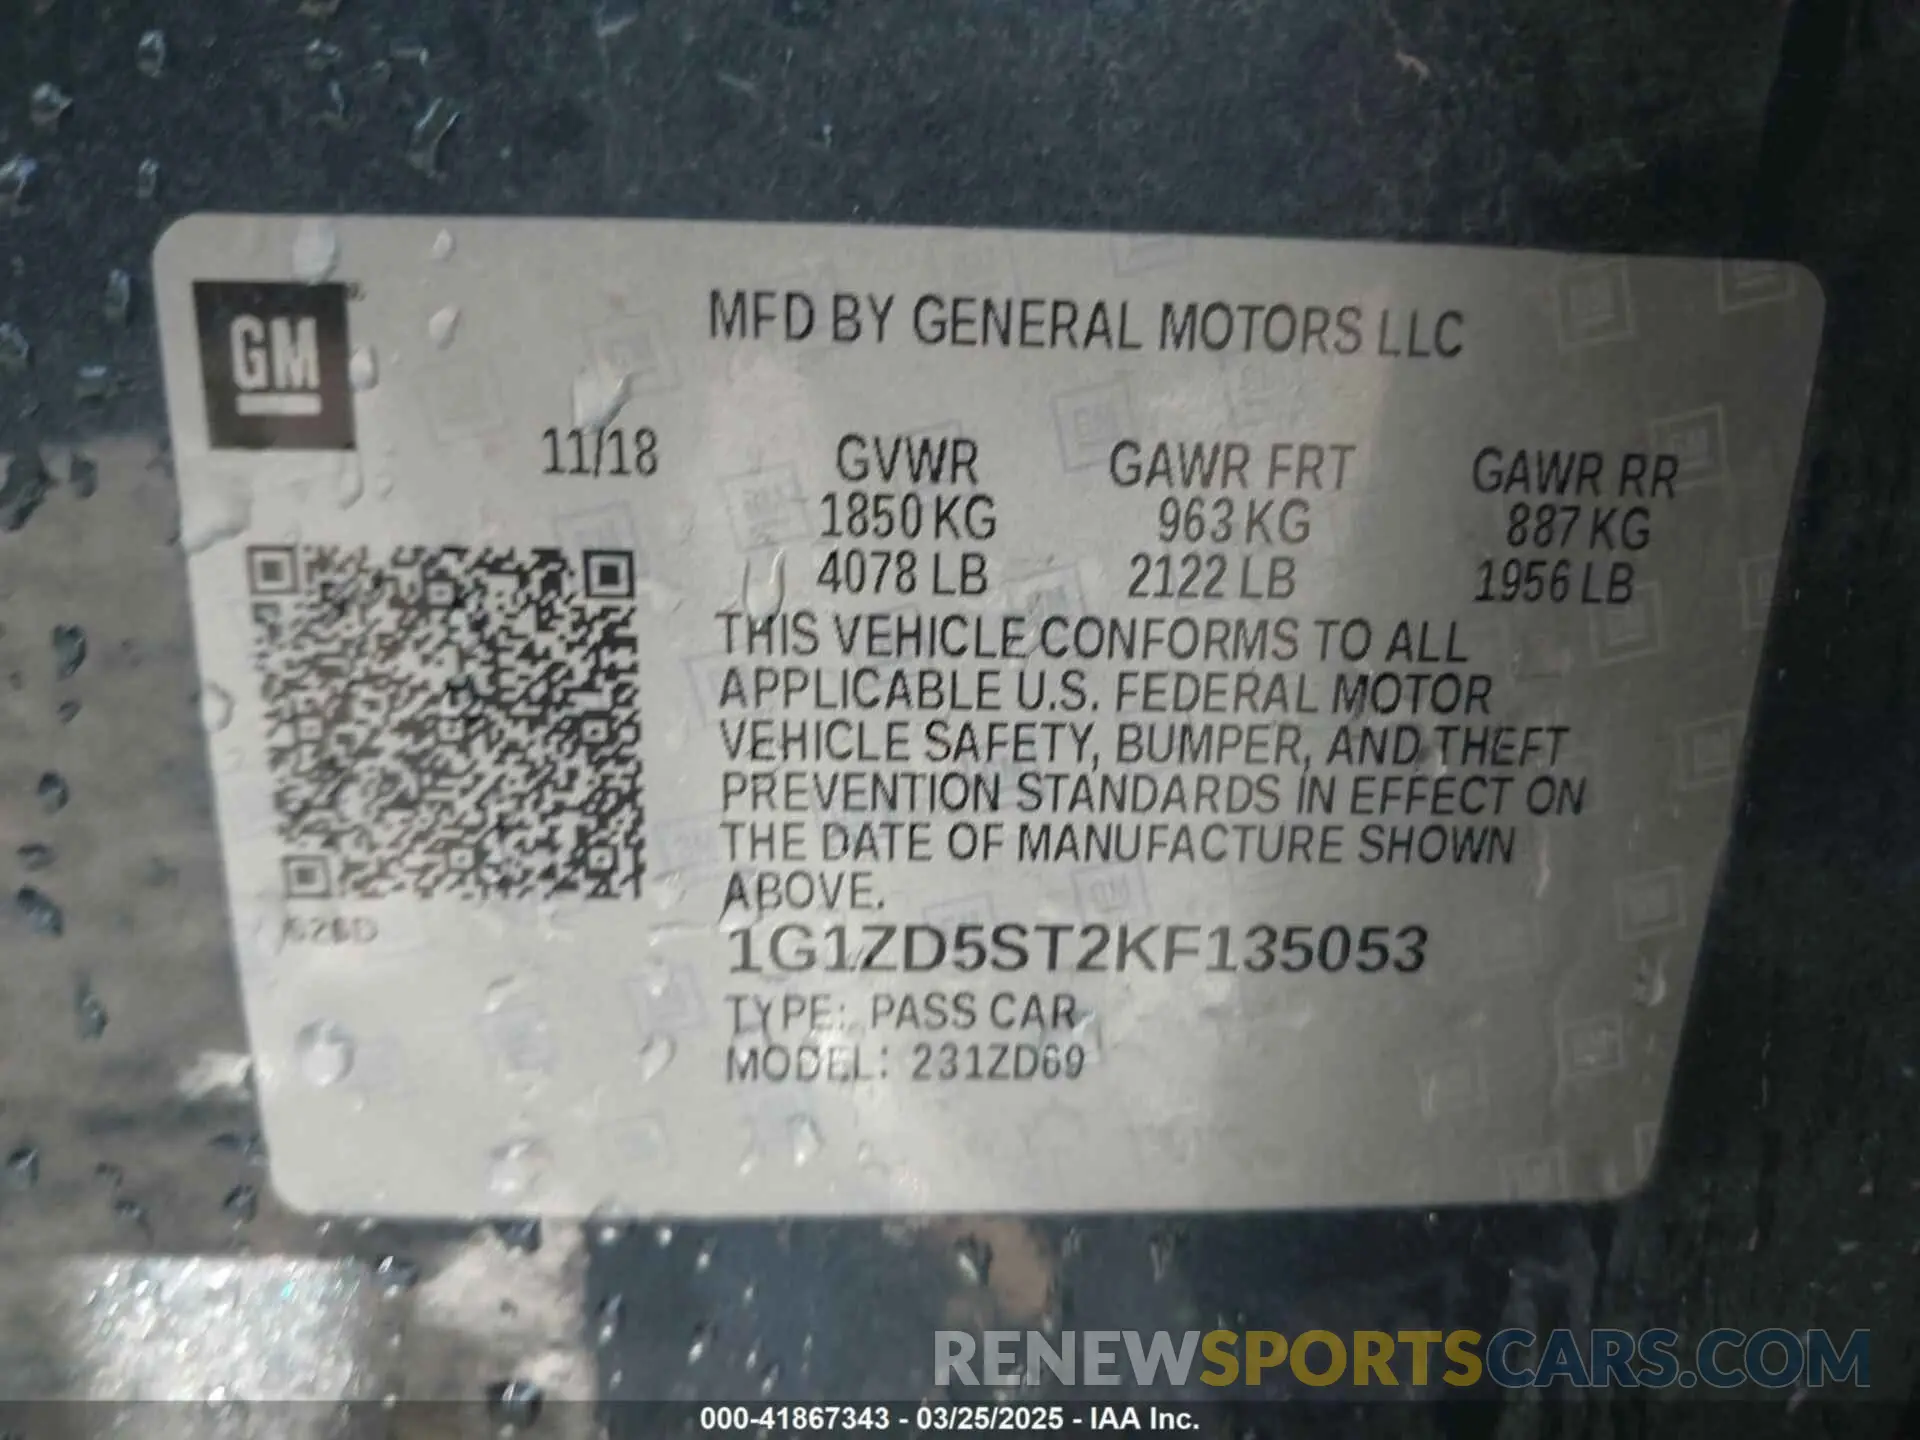 GM
MFD BY GENERAL MOTORS LLC
11/18 GVWR GAWR FRT GAWR RR
1850 KG 963 KG 887 KG
4078 LB 2122 LB 1956 LB
THIS VEHICLE CONFORMS TO ALL
APPLICABLE U.S. FEDERAL MOTOR
VEHICLE SAFETY, BUMPER, AND THEFT
PREVENTION STANDARDS IN EFFECT ON
THE DATE OF MANUFACTURE SHOWN
ABOVE.
1G1ZD5ST2KF135053
TYPE: PASS CAR
MODEL: 231ZD69
RENEWSPORTSCARS.COM
000-41867343 - 03/25/2025 - IAA Inc.